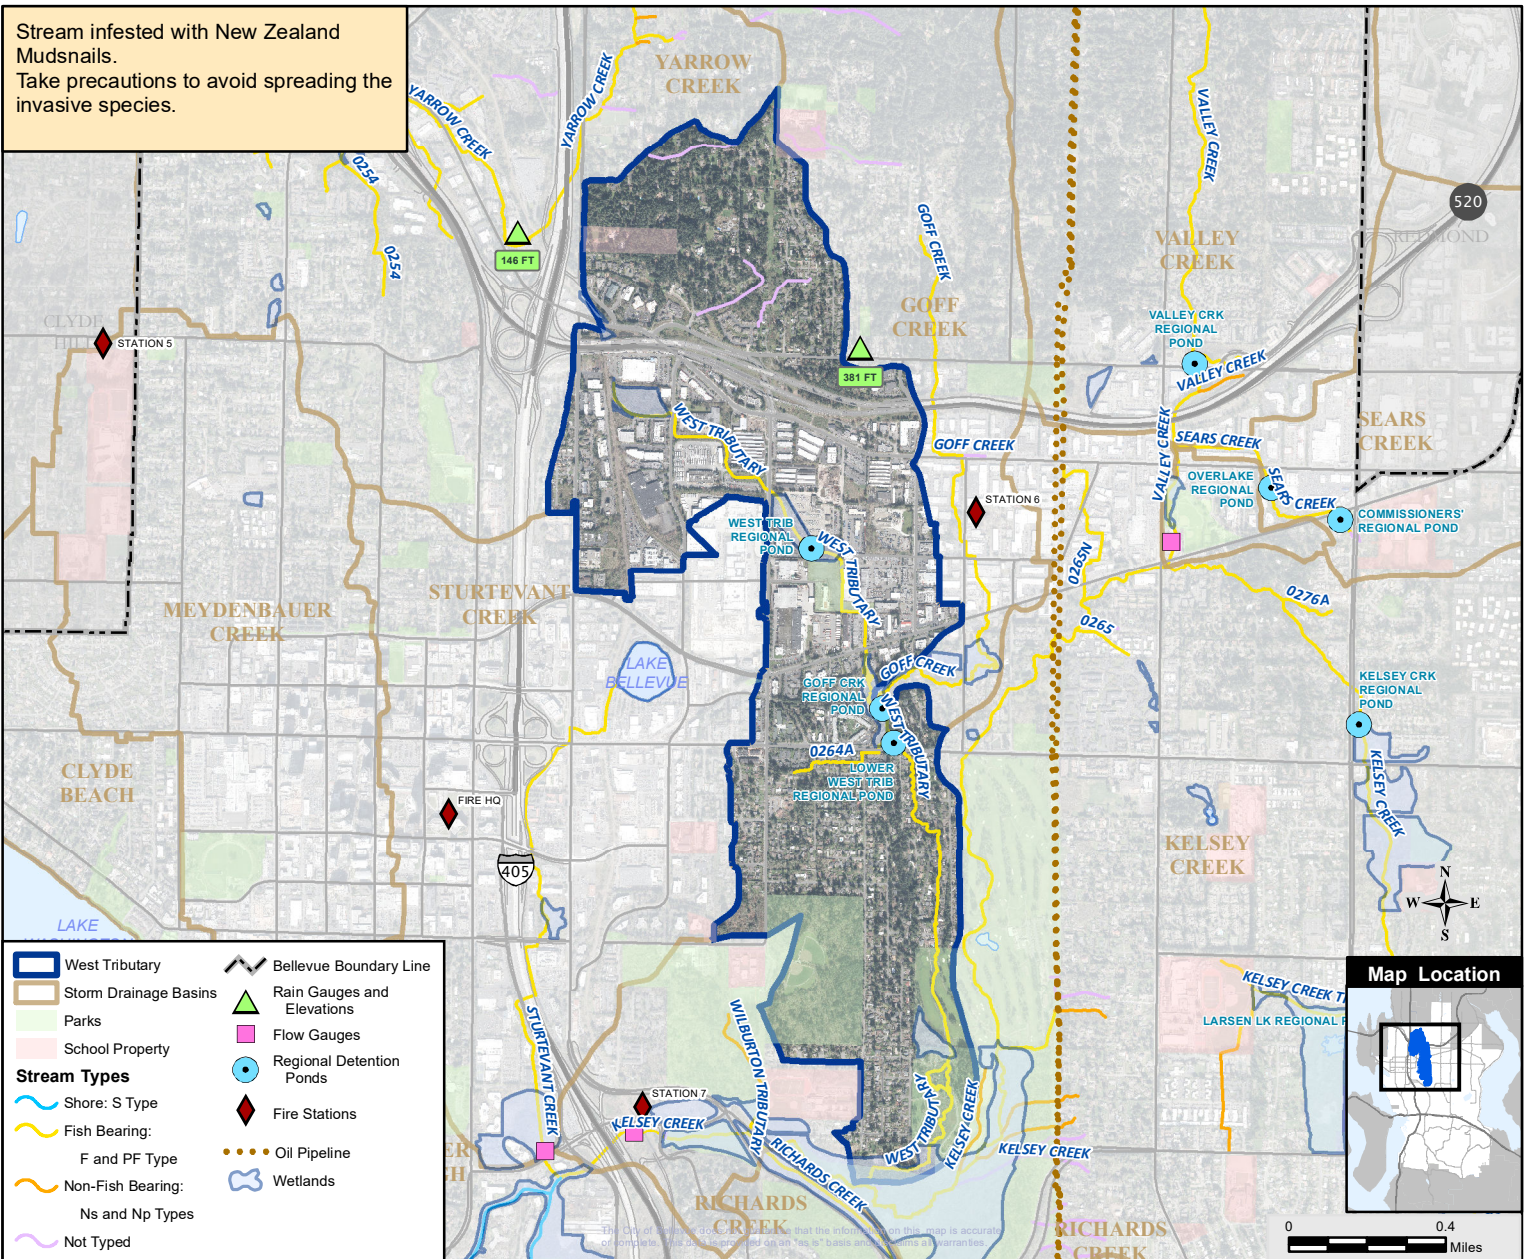 Stream infested with New Zealand
Mudsnails.
Take precautions to avoid spreading the
invasive species.
YARROW
CREEK
YARROW CREEK
YARROW CREEK
0254
0254
146 FT
VALLEY CREEK
GOFF CREEK
520
REDMOND
VALLEY
CREEK
GOFF
CREEK
CLYDE
STATION 5
VALLEY CRK
REGIONAL
POND
VALLEY CREEK
381 FT
WEST TRIBUTARY
GOFF CREEK
VALLEY CREEK
SEARS CREEK
SEARS
CREEK
OVERLAKE
REGIONAL
POND
SEARS CREEK
STATION 6
COMMISSIONERS'
REGIONAL POND
WEST TRIB
REGIONAL
POND
WEST TRIBUTARY
0265N
0276A
0265
MEYDENBAUER
CREEK
STURTEVANT
CREEK
LAKE
BELLEVUE
GOFF CREEK
GOFF CRK
REGIONAL
POND
WEST TRIBUTARY
KELSEY CRK
REGIONAL
POND
0264A
LOWER
WEST TRIB
REGIONAL POND
CLYDE
BEACH
FIRE HQ
KELSEY CREEK
KELSEY
CREEK
405
N
W E
S
LAKE
West Tributary
Storm Drainage Basins
Parks
School Property
Stream Types
Shore: S Type
Fish Bearing:
F and PF Type
Non-Fish Bearing:
Ns and Np Types
Not Typed
Bellevue Boundary Line
Rain Gauges and
Elevations
Flow Gauges
Regional Detention
Ponds
Fire Stations
Oil Pipeline
Wetlands
STURTEVANT CREEK
STATION 7
KELSEY CREEK
WILBURTON TRIBUTARY
RICHARDS CREEK
WEST TRIBUTARY
KELSEY CREEK
KELSEY CREEK
RICHARDS
CREEK
RICHARDS
CREEK
KELSEY CREEK
LARSEN LK REGIONAL
Map Location
0 0.4
Miles